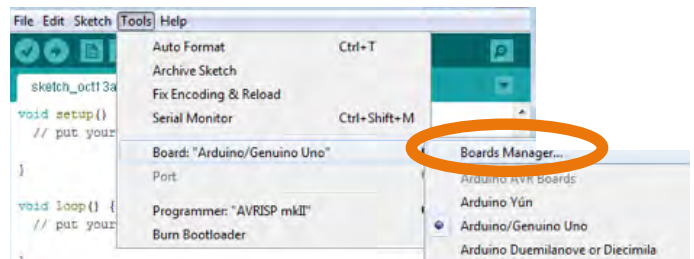 File Edit Sketch Tools Help
Auto Format Ctrl+T
Archive Sketch
sketch_oct13a
Fix Encoding & Reload
void setup()
Serial Monitor Ctrl+Shift+M
// put your
Board: "Arduino/Genuino Uno"
Boards Manager...
}
Port
Arduino AVR Boards
void loop() {
Programmer: "AVRISP mkII"
Arduino Yún
// put your
Burn Bootloader
Arduino/Genuino Uno
Arduino Duemilanove or Diecimila